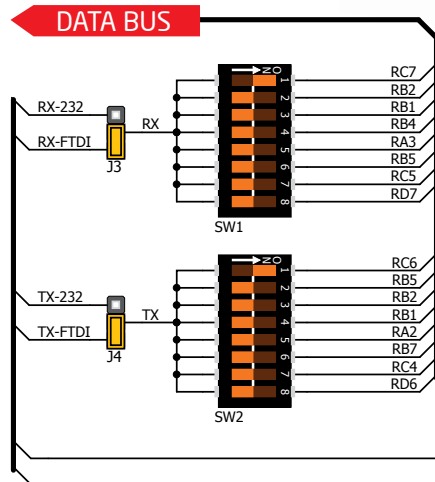 DATA BUS
RX-232
RX-FTDI
J3
RX
ON
1
2
3
4
5
6
7
8
SW1
RC7
RB2
RB1
RB4
RA3
RB5
RC5
RD7
TX-232
TX-FTDI
J4
TX
ON
1
2
3
4
5
6
7
8
SW2
RC6
RB5
RB2
RB1
RA2
RB7
RC4
RD6